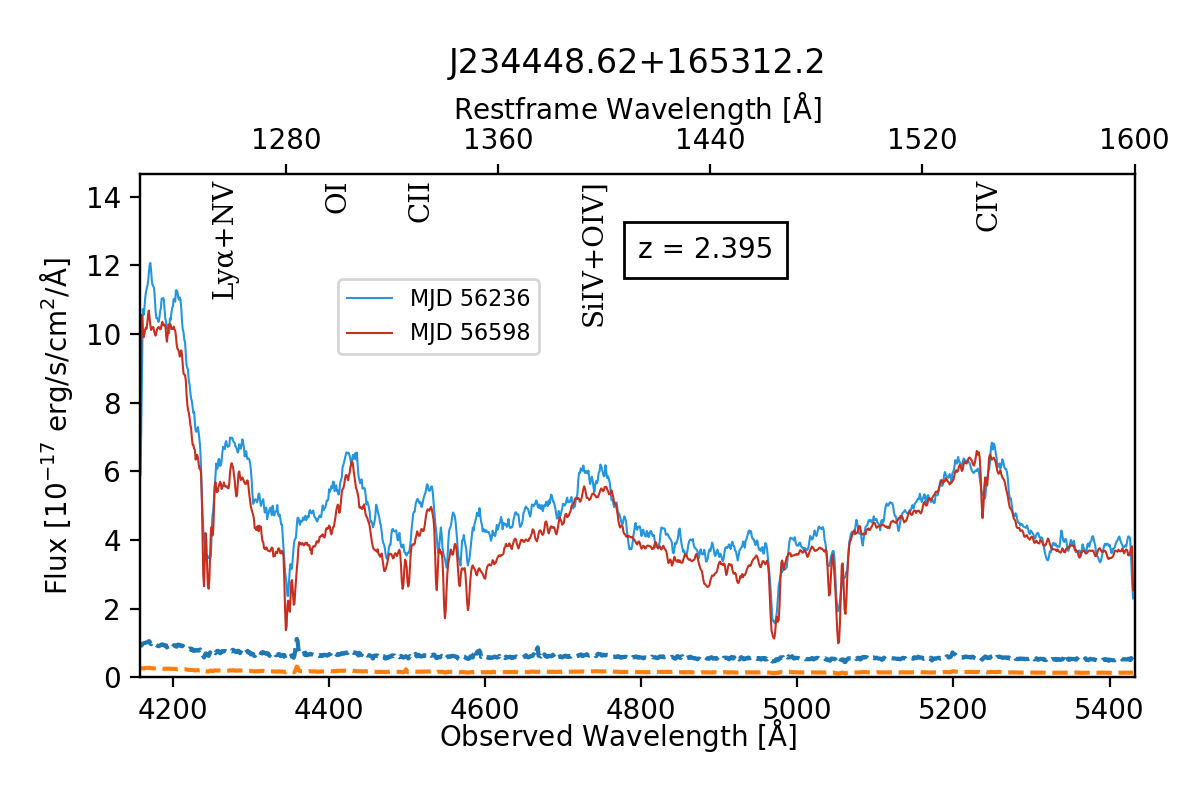 J234448.62+165312.2
Restframe Wavelength [Å]
1280 1360 1440 1520 1600
Lyα+NV
OI
CII
SiIV+OIV]
CIV
z = 2.395
MJD 56236
MJD 56598
14
12
10
8
6
4
2
0
Flux [10⁻¹⁷ erg/s/cm²/Å]
4200 4400 4600 4800 5000 5200 5400
Observed Wavelength [Å]